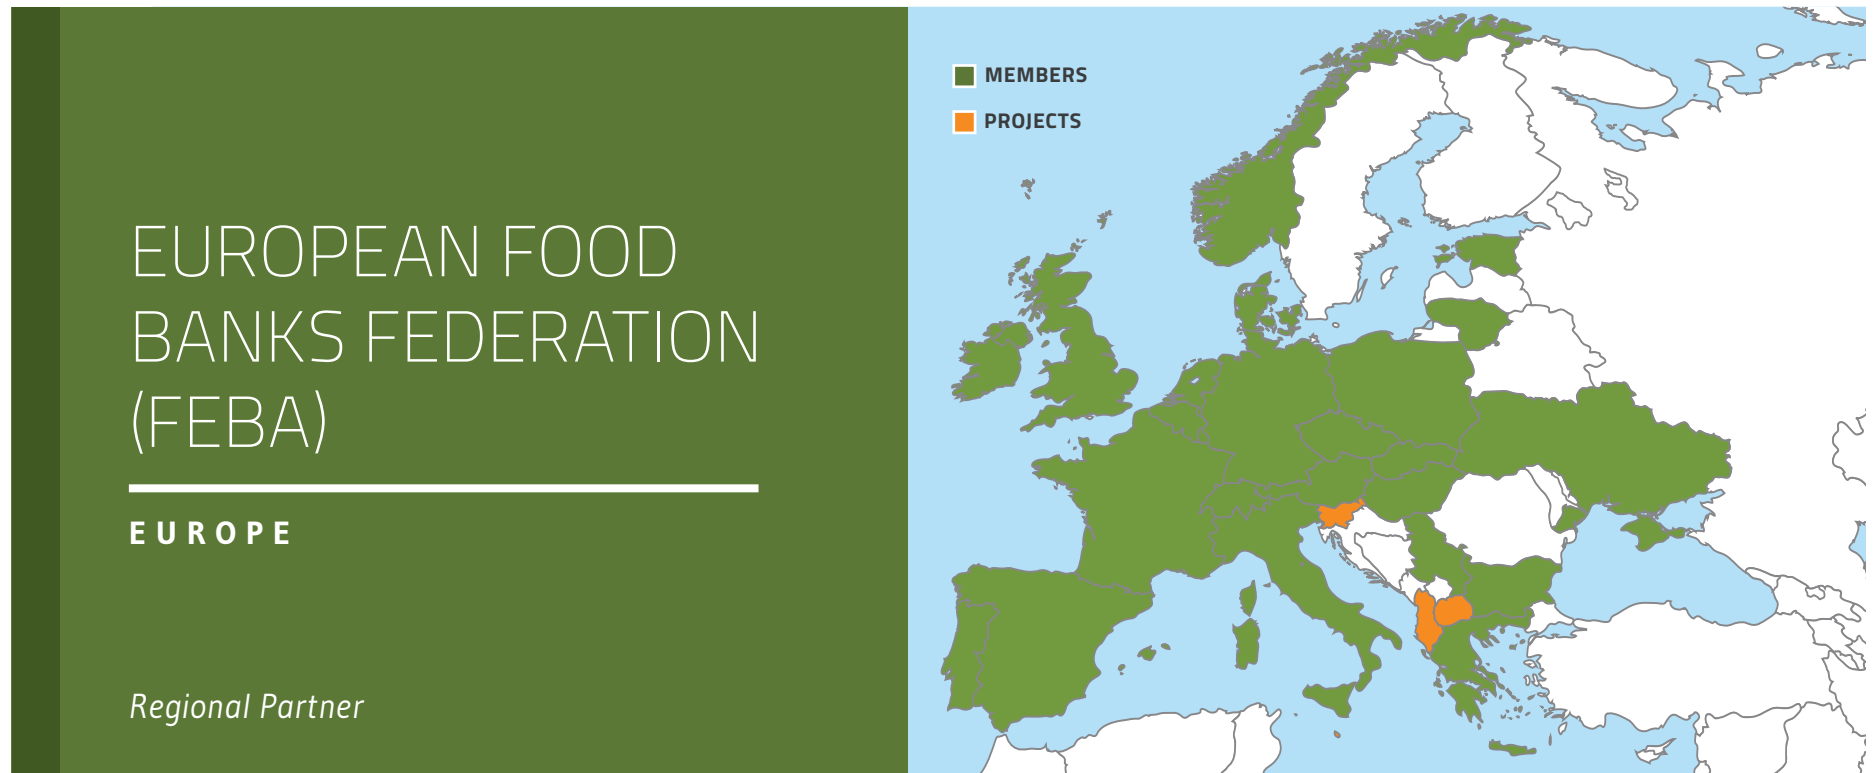 EUROPEAN FOOD
BANKS FEDERATION
(FEBA)
EUROPE
Regional Partner
MEMBERS
PROJECTS